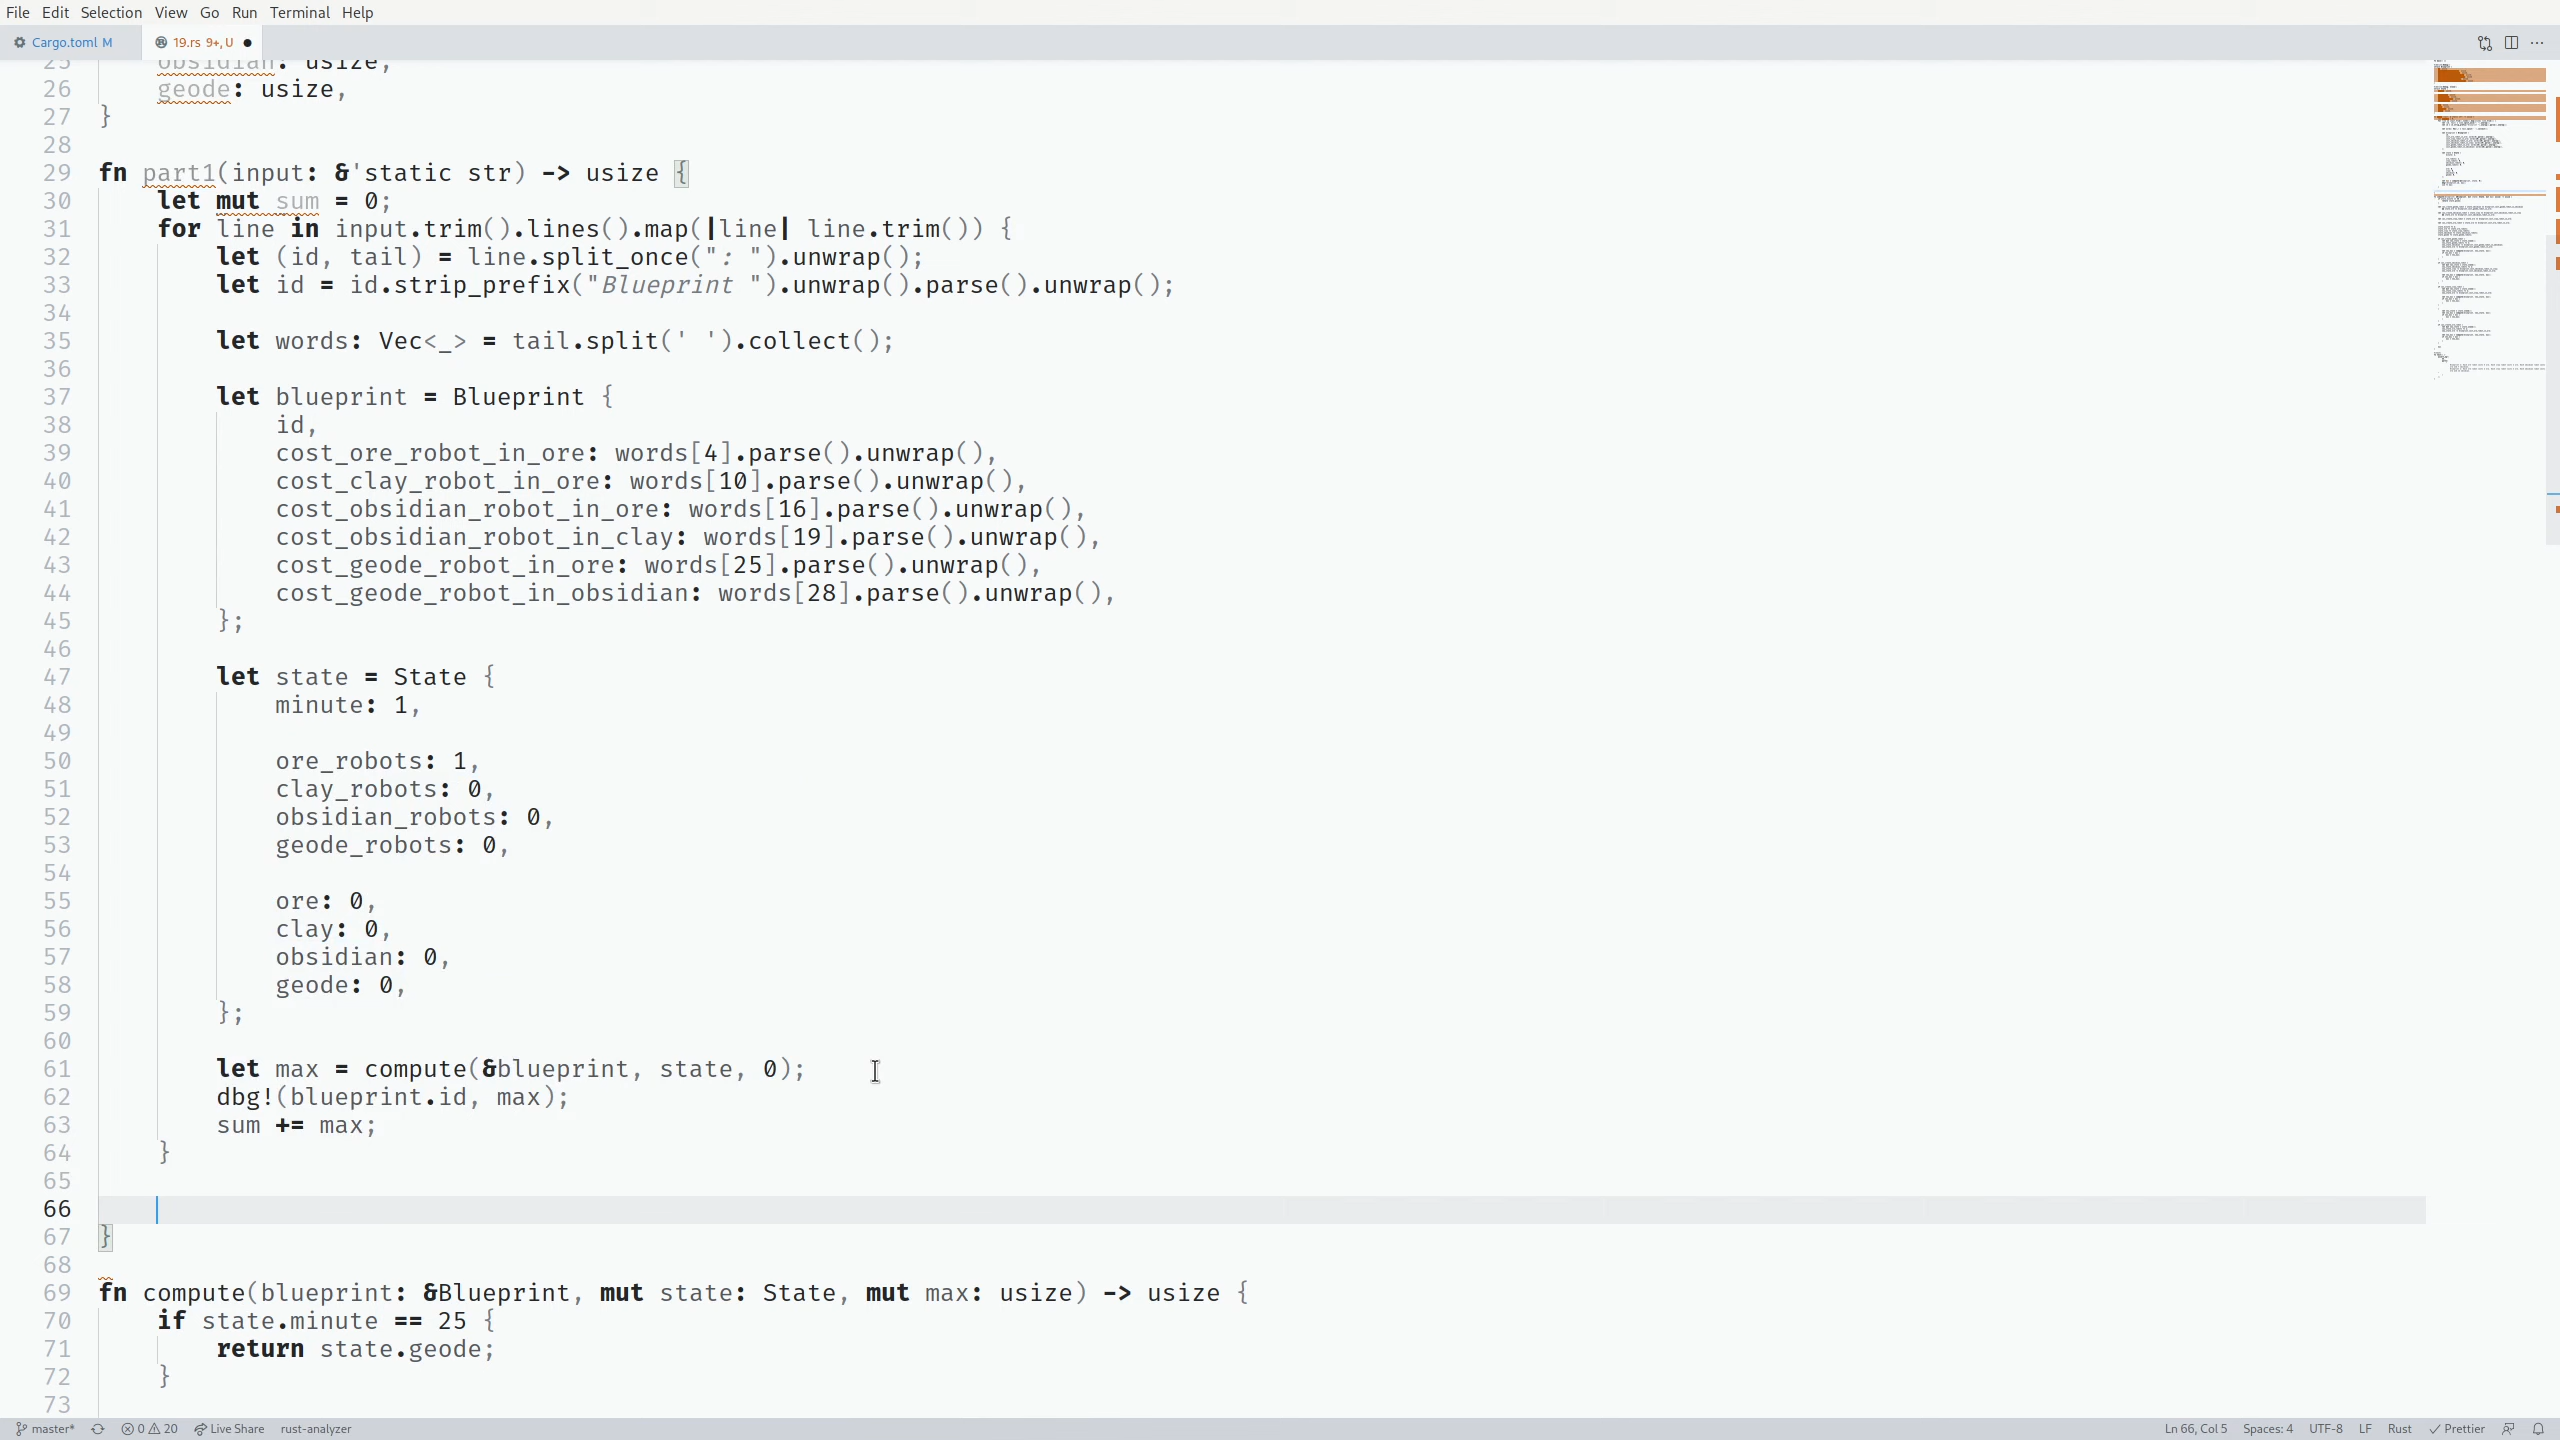 File Edit Selection View Go Run Terminal Help
Cargo.toml M 19.rs 9+, U
25 obsidian: usize,
26 geode: usize,
27 }
28
29 fn part1(input: &'static str) -> usize {
30 let mut sum = 0;
31 for line in input.trim().lines().map(|line| line.trim()) {
32 let (id, tail) = line.split_once(": ").unwrap();
33 let id = id.strip_prefix("Blueprint ").unwrap().parse().unwrap();
34
35 let words: Vec<_> = tail.split(' ').collect();
36
37 let blueprint = Blueprint {
38 id,
39 cost_ore_robot_in_ore: words[4].parse().unwrap(),
40 cost_clay_robot_in_ore: words[10].parse().unwrap(),
41 cost_obsidian_robot_in_ore: words[16].parse().unwrap(),
42 cost_obsidian_robot_in_clay: words[19].parse().unwrap(),
43 cost_geode_robot_in_ore: words[25].parse().unwrap(),
44 cost_geode_robot_in_obsidian: words[28].parse().unwrap(),
45 };
46
47 let state = State {
48 minute: 1,
49
50 ore_robots: 1,
51 clay_robots: 0,
52 obsidian_robots: 0,
53 geode_robots: 0,
54
55 ore: 0,
56 clay: 0,
57 obsidian: 0,
58 geode: 0,
59 };
60
61 let max = compute(&blueprint, state, 0);
62 dbg!(blueprint.id, max);
63 sum += max;
64 }
65
66
67 }
68
69 fn compute(blueprint: &Blueprint, mut state: State, mut max: usize) -> usize {
70 if state.minute == 25 {
71 return state.geode;
72 }
73
master* 0 20 Live Share rust-analyzer Ln 66, Col 5 Spaces: 4 UTF-8 LF Rust Prettier